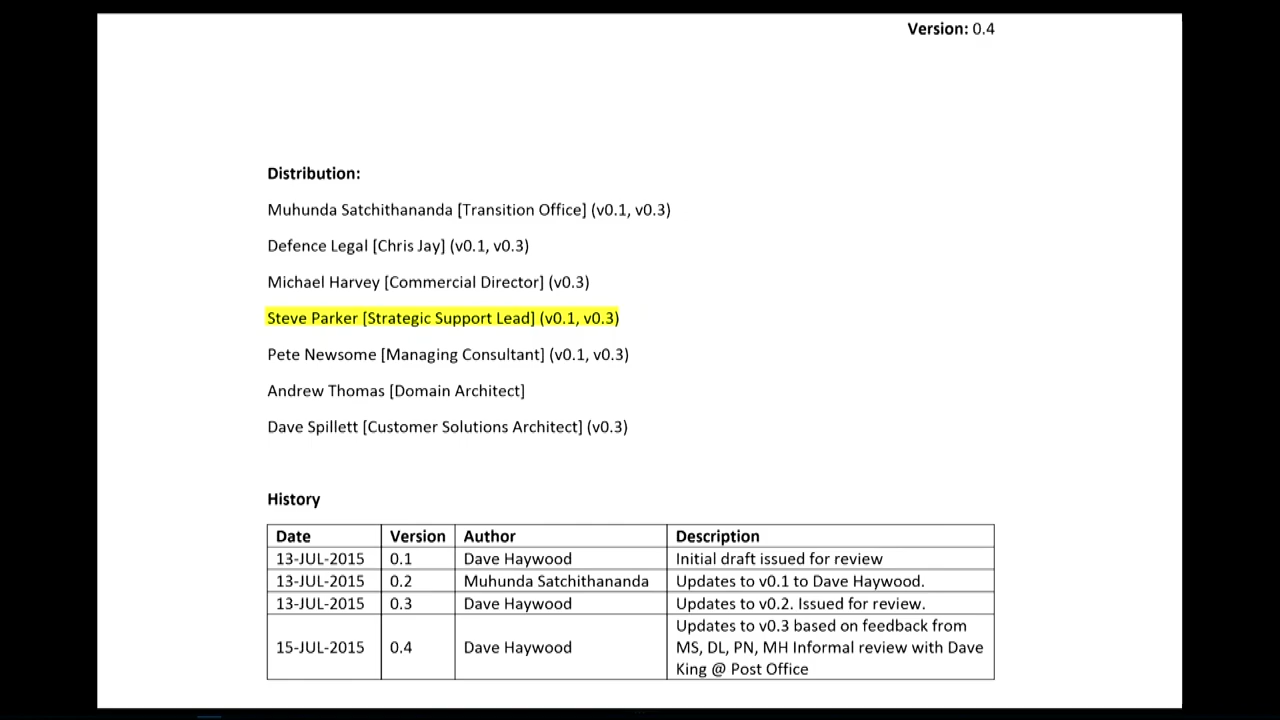 Version: 0.4
Distribution:
Muhunda Satchithananda [Transition Office] (v0.1, v0.3)
Defence Legal [Chris Jay] (v0.1, v0.3)
Michael Harvey [Commercial Director] (v0.3)
Steve Parker [Strategic Support Lead] (v0.1, v0.3)
Pete Newsome [Managing Consultant] (v0.1, v0.3)
Andrew Thomas [Domain Architect]
Dave Spillett [Customer Solutions Architect] (v0.3)
History
Date Version Author Description
13-JUL-2015 0.1 Dave Haywood Initial draft issued for review
13-JUL-2015 0.2 Muhunda Satchithananda Updates to v0.1 to Dave Haywood.
13-JUL-2015 0.3 Dave Haywood Updates to v0.2. Issued for review.
15-JUL-2015 0.4 Dave Haywood Updates to v0.3 based on feedback from
MS, DL, PN, MH Informal review with Dave
King @ Post Office